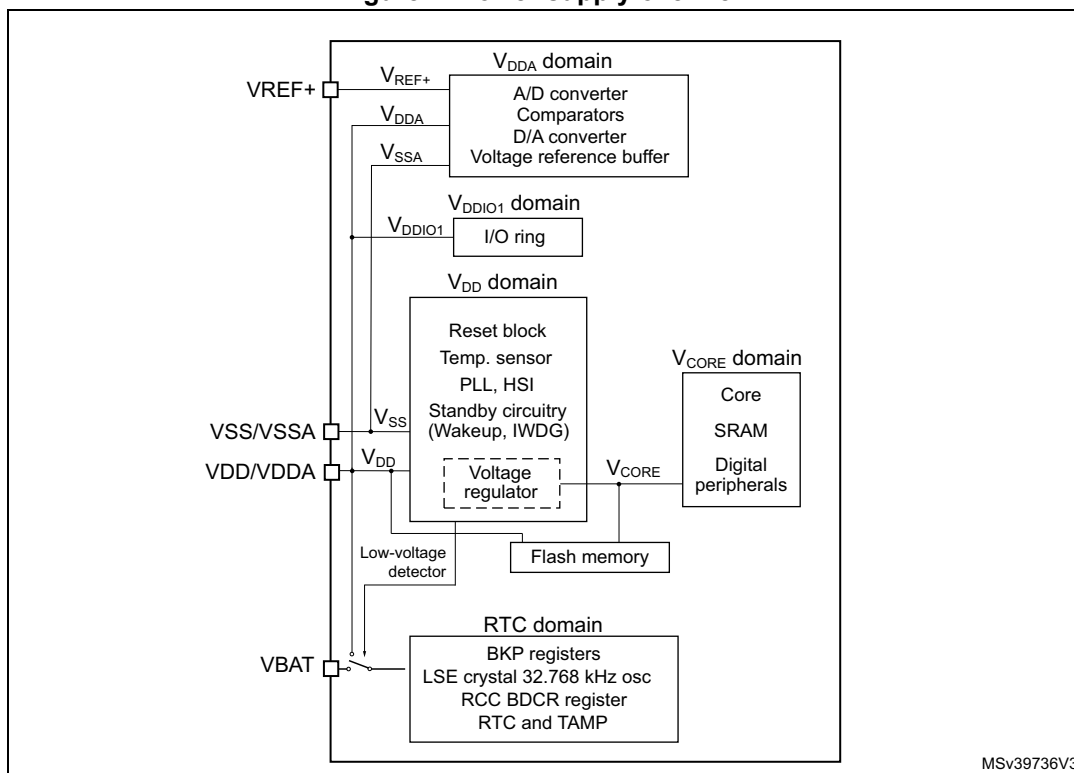 VDDA domain
VREF+
VREF+
A/D converter
Comparators
D/A converter
Voltage reference buffer
VDDA
VSSA
VDDIO1 domain
VDDIO1
I/O ring
VDD domain
Reset block
Temp. sensor
PLL, HSI
Standby circuitry
(Wakeup, IWDG)
Voltage
regulator
VSS/VSSA
VSS
VDD/VDDA
VDD
VCORE domain
VCORE
Core
SRAM
Digital
peripherals
Low-voltage
detector
Flash memory
RTC domain
VBAT
BKP registers
LSE crystal 32.768 kHz osc
RCC BDCR register
RTC and TAMP
MSv39736V3